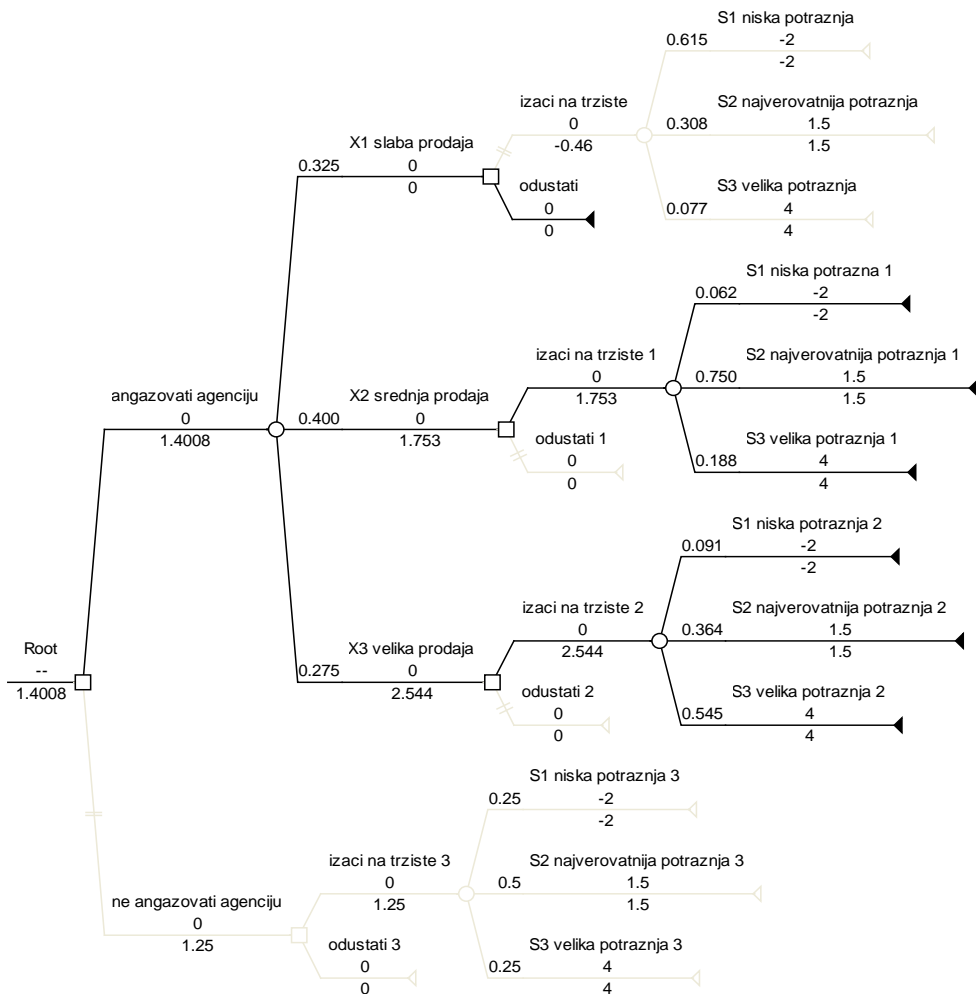 S1 niska potraznja
0.615 -2
-2
izaci na trziste
0
-0.46
S2 najverovatnija potraznja
0.308 1.5
1.5
X1 slaba prodaja
0.325 0
0
odustati
0
0
S3 velika potraznja
0.077 4
4
S1 niska potrazna 1
0.062 -2
-2
izaci na trziste 1
0
1.753
S2 najverovatnija potraznja 1
0.750 1.5
1.5
angazovati agenciju
0
1.4008
X2 srednja prodaja
0.400 0
1.753
odustati 1
0
0
S3 velika potraznja 1
0.188 4
4
S1 niska potraznja 2
0.091 -2
-2
izaci na trziste 2
0
2.544
S2 najverovatnija potraznja 2
0.364 1.5
1.5
Root
--
1.4008
X3 velika prodaja
0.275 0
2.544
odustati 2
0
0
S3 velika potraznja 2
0.545 4
4
S1 niska potraznja 3
0.25 -2
-2
izaci na trziste 3
0
1.25
S2 najverovatnija potraznja 3
0.5 1.5
1.5
ne angazovati agenciju
0
1.25
odustati 3
0
0
S3 velika potraznja 3
0.25 4
4